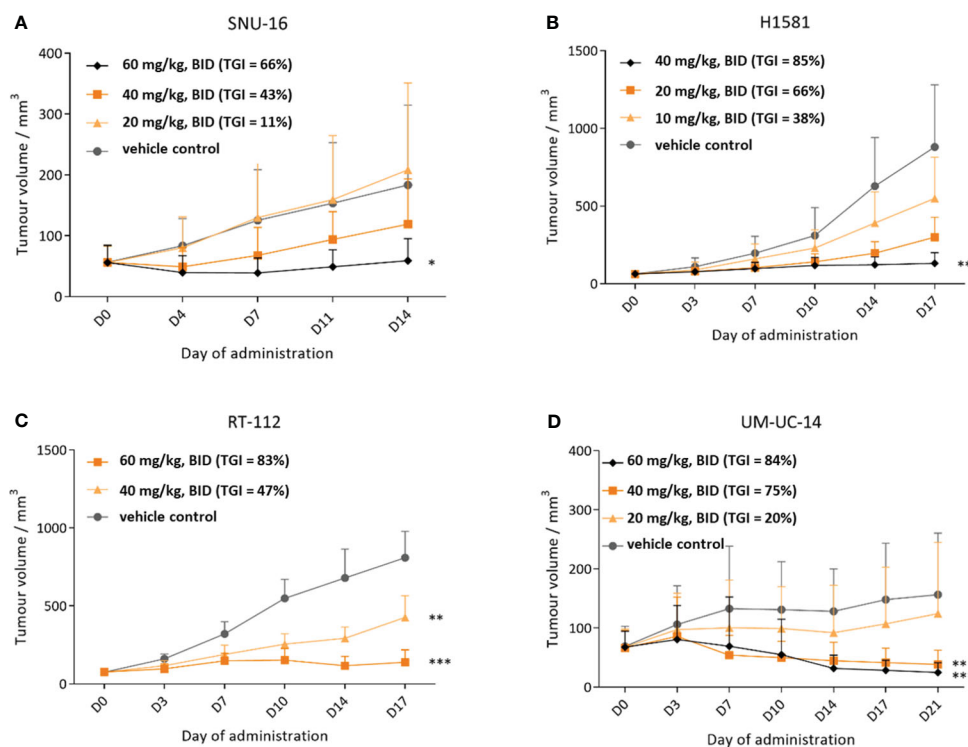 A
SNU-16
400
300
200
100
0
Tumour volume / mm³
60 mg/kg, BID (TGI = 66%)
40 mg/kg, BID (TGI = 43%)
20 mg/kg, BID (TGI = 11%)
vehicle control
*
D0
D4
D7
D11
D14
Day of administration
B
H1581
1500
1000
500
0
Tumour volume / mm³
40 mg/kg, BID (TGI = 85%)
20 mg/kg, BID (TGI = 66%)
10 mg/kg, BID (TGI = 38%)
vehicle control
**
D0
D3
D7
D10
D14
D17
Day of administration
C
RT-112
1500
1000
500
0
Tumour volume / mm³
60 mg/kg, BID (TGI = 83%)
40 mg/kg, BID (TGI = 47%)
vehicle control
**
***
D0
D3
D7
D10
D14
D17
Day of administration
D
UM-UC-14
400
300
200
100
0
Tumour volume / mm³
60 mg/kg, BID (TGI = 84%)
40 mg/kg, BID (TGI = 75%)
20 mg/kg, BID (TGI = 20%)
vehicle control
**
**
D0
D3
D7
D10
D14
D17
D21
Day of administration